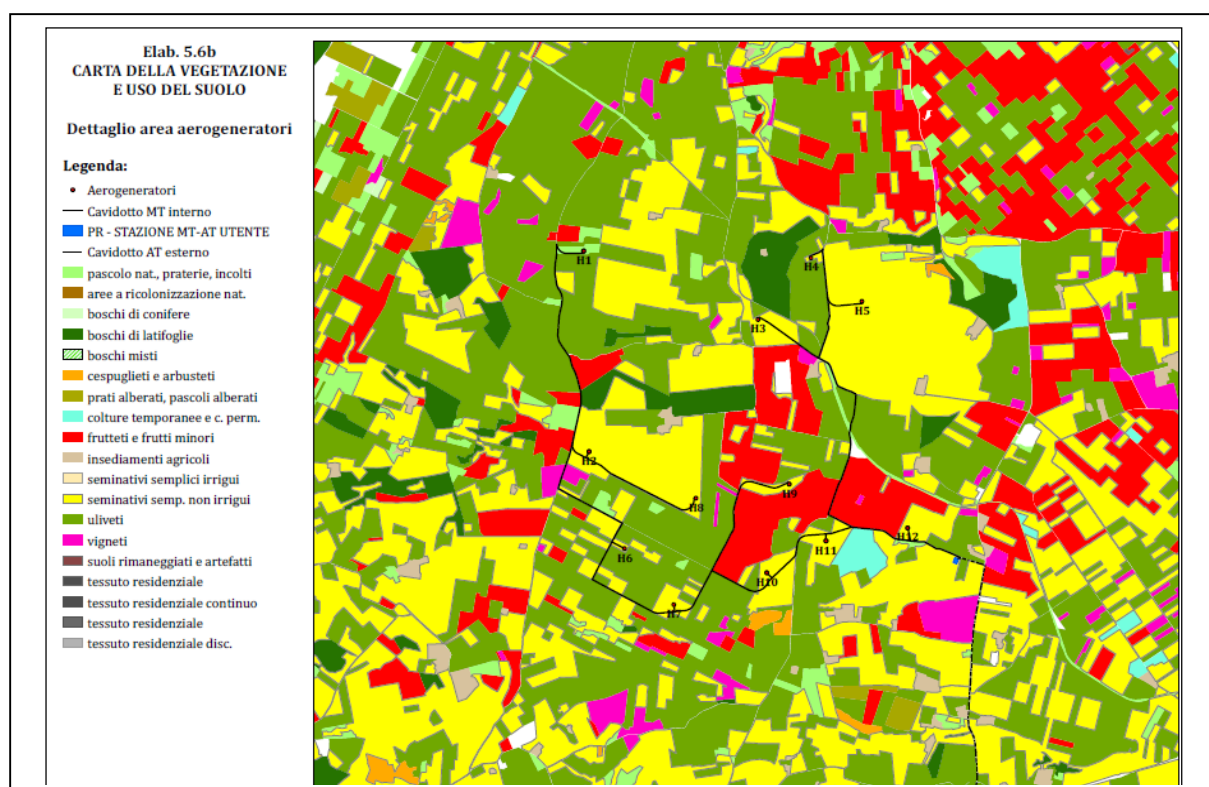 Elab. 5.6b
CARTA DELLA VEGETAZIONE
E USO DEL SUOLO
Dettaglio area aerogeneratori
Legenda:
Aerogeneratori
Cavidotto MT interno
PR - STAZIONE MT-AT UTENTE
Cavidotto AT esterno
pascolo nat., praterie, incolti
aree a ricolonizzazione nat.
boschi di conifere
boschi di latifoglie
boschi misti
cespuglieti e arbusteti
prati alberati, pascoli alberati
colture temporanee e c. perm.
frutteti e frutti minori
insediamenti agricoli
seminativi semplici irrigui
seminativi semp. non irrigui
uliveti
vigneti
suoli rimaneggiati e artefatti
tessuto residenziale
tessuto residenziale continuo
tessuto residenziale
tessuto residenziale disc.
H1
H4
H5
H3
H2
H9
H8
H12
H11
H6
H10
H7